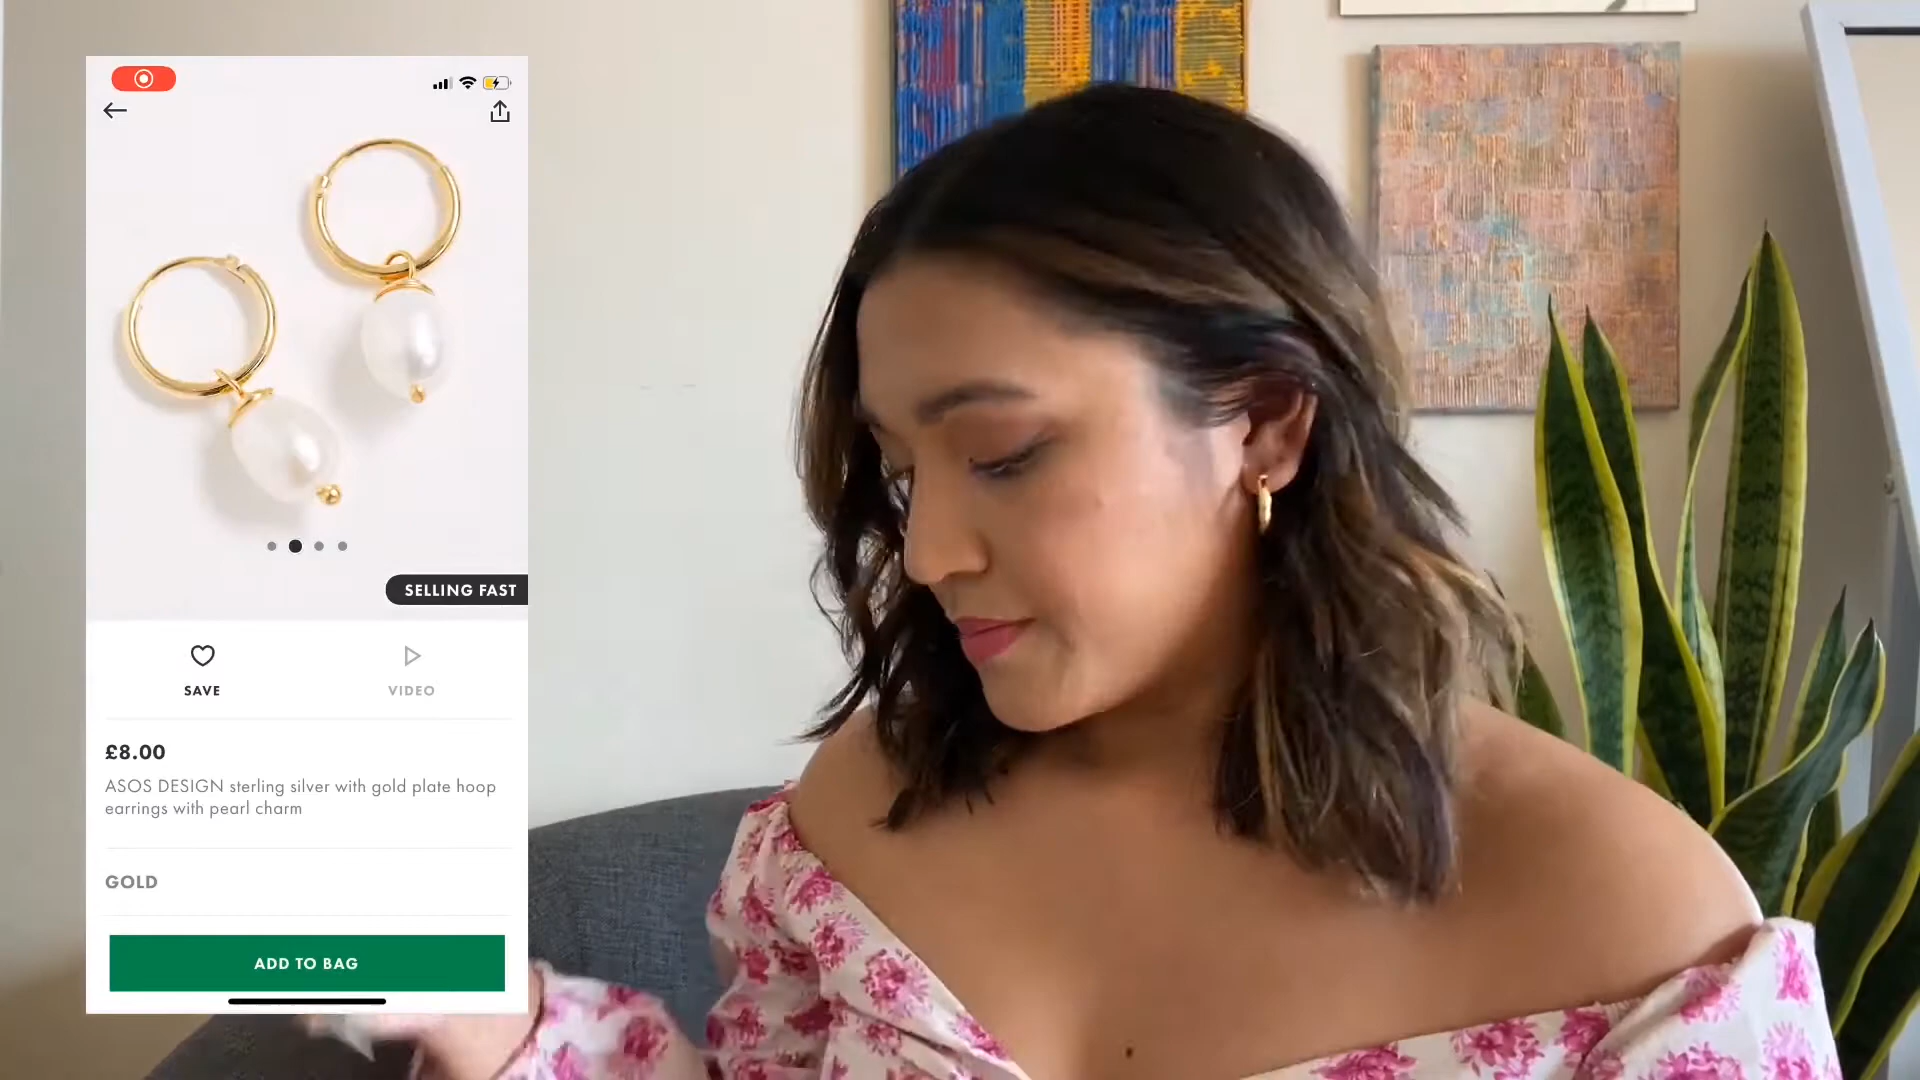 SELLING FAST
SAVE
VIDEO
£8.00
ASOS DESIGN sterling silver with gold plate hoop
earrings with pearl charm
GOLD
ADD TO BAG